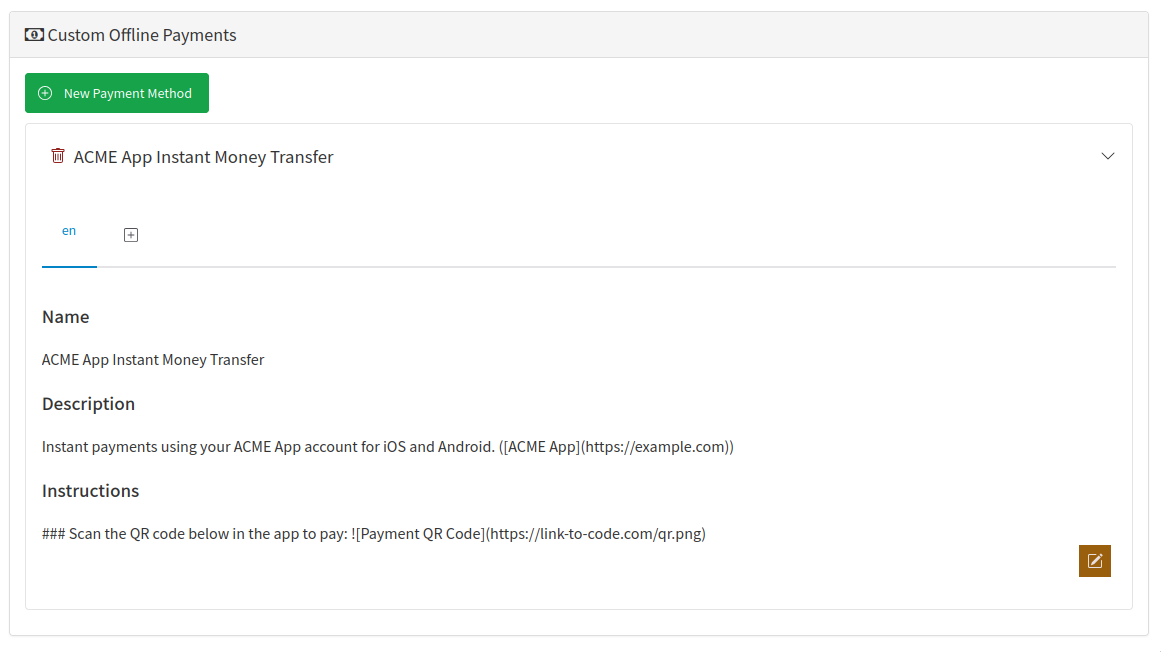 Custom Offline Payments
New Payment Method
ACME App Instant Money Transfer
en
Name
ACME App Instant Money Transfer
Description
Instant payments using your ACME App account for iOS and Android. ([ACME App](https://example.com))
Instructions
### Scan the QR code below in the app to pay: ![Payment QR Code](https://link-to-code.com/qr.png)